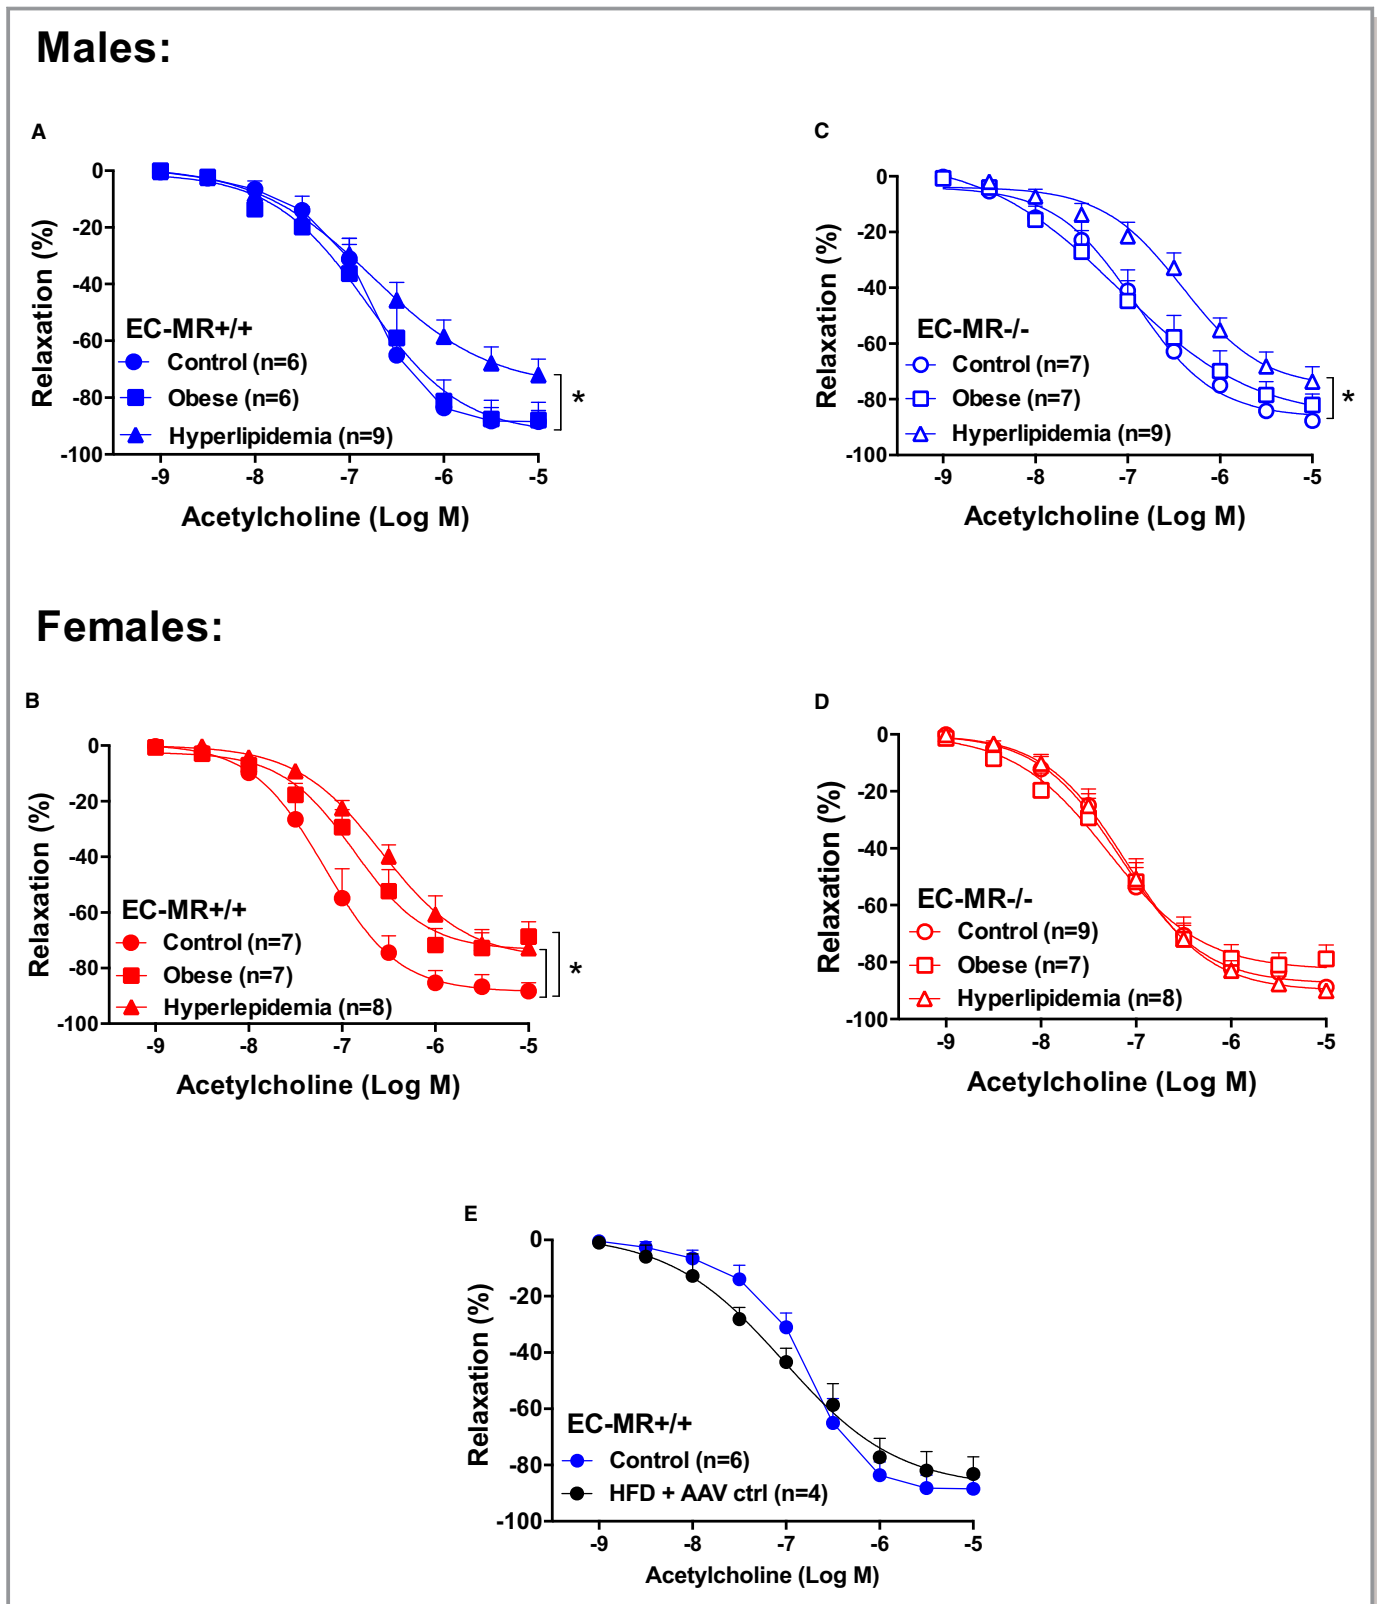 Males:
A
0
-20
-40
-60
-80
-100
Relaxation (%)
EC-MR+/+
Control (n=6)
Obese (n=6)
Hyperlipidemia (n=9)
*
-9 -8 -7 -6 -5
Acetylcholine (Log M)
C
0
-20
-40
-60
-80
-100
Relaxation (%)
EC-MR-/-
Control (n=7)
Obese (n=7)
Hyperlipidemia (n=9)
*
-9 -8 -7 -6 -5
Acetylcholine (Log M)
Females:
B
0
-20
-40
-60
-80
-100
Relaxation (%)
EC-MR+/+
Control (n=7)
Obese (n=7)
Hyperlepidemia (n=8)
*
-9 -8 -7 -6 -5
Acetylcholine (Log M)
D
0
-20
-40
-60
-80
-100
Relaxation (%)
EC-MR-/-
Control (n=9)
Obese (n=7)
Hyperlipidemia (n=8)
-9 -8 -7 -6 -5
Acetylcholine (Log M)
E
0
-20
-40
-60
-80
-100
Relaxation (%)
EC-MR+/+
Control (n=6)
HFD + AAV ctrl (n=4)
-9 -8 -7 -6 -5
Acetylcholine (Log M)